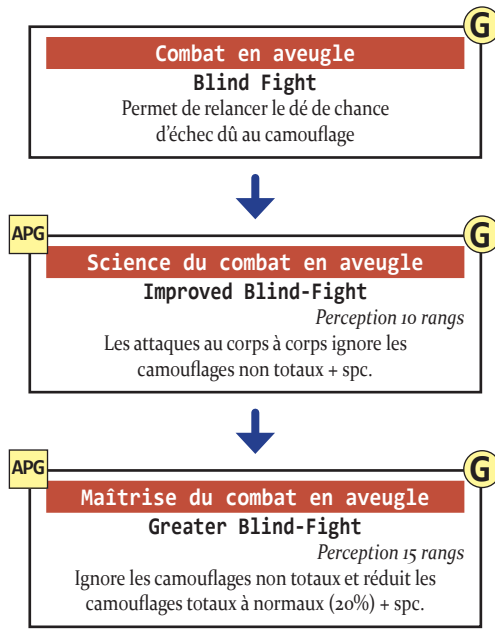 G
Combat en aveugle
Blind Fight
Permet de relancer le dé de chance
d'échec dû au camouflage
APG
G
Science du combat en aveugle
Improved Blind-Fight
Perception 10 rangs
Les attaques au corps à corps ignore les
camouflages non totaux + spc.
APG
G
Maîtrise du combat en aveugle
Greater Blind-Fight
Perception 15 rangs
Ignore les camouflages non totaux et réduit les
camouflages totaux à normaux (20%) + spc.